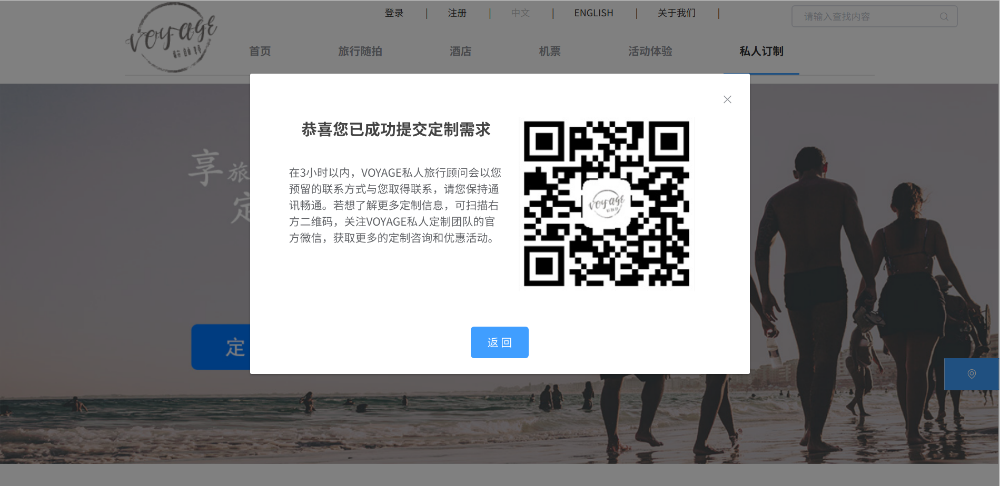 voyage
登录 | 注册 | 中文 | ENGLISH | 关于我们 |
请输入查找内容
首页 旅行随拍 酒店 机票 活动体验 私人订制
恭喜您已成功提交定制需求
在3小时以内，VOYAGE私人旅行顾问会以您
预留的联系方式与您取得联系，请您保持通
讯畅通。若想了解更多定制信息，可扫描右
方二维码，关注VOYAGE私人定制团队的官
方微信，获取更多的定制咨询和优惠活动。
voyage
享旅
定
定
返回